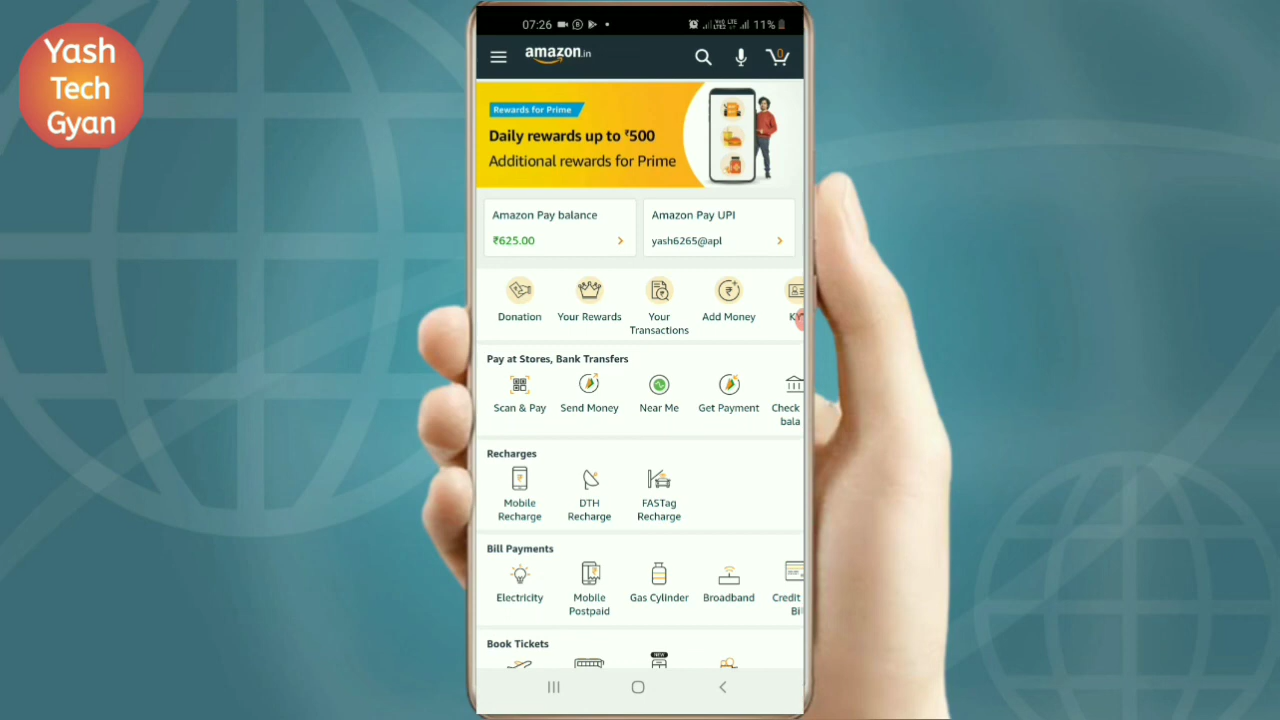 Yash
Tech
Gyan
07:26
11%
amazon.in
0
Rewards for Prime
Daily rewards up to ₹500
Additional rewards for Prime
Amazon Pay balance
Amazon Pay UPI
₹625.00
yash6265@apl
Donation
Your Rewards
Your
Transactions
Add Money
KY
Pay at Stores, Bank Transfers
Scan & Pay
Send Money
Near Me
Get Payment
Check
bala
Recharges
Mobile
Recharge
DTH
Recharge
FASTag
Recharge
Bill Payments
Electricity
Mobile
Postpaid
Gas Cylinder
Broadband
Credit
Bil
Book Tickets
NEW